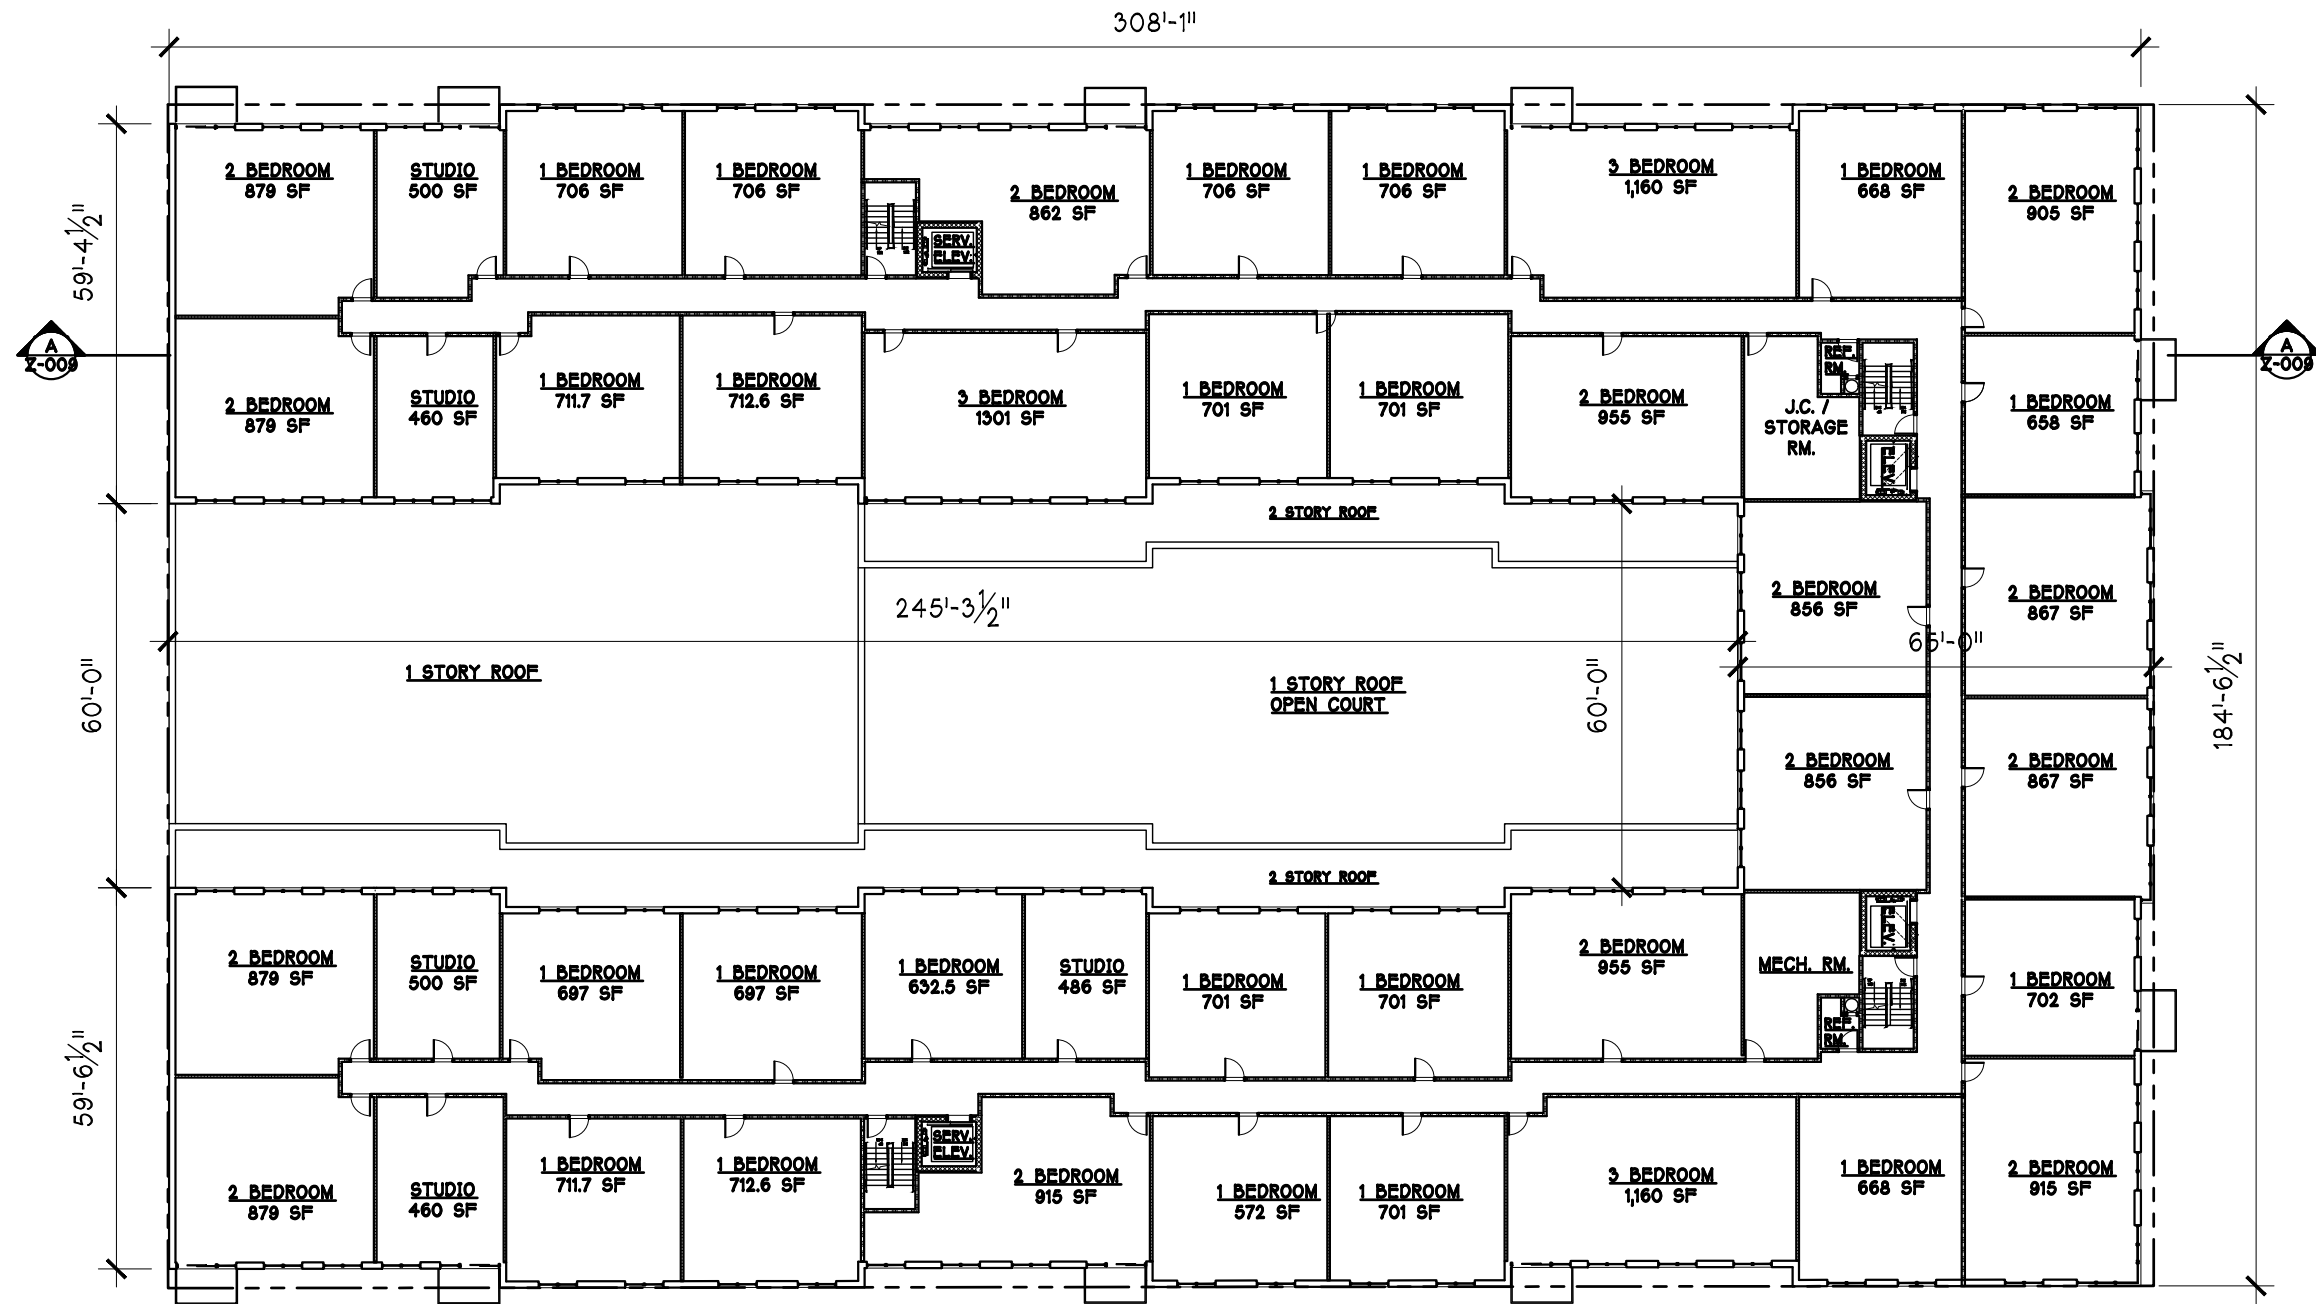 308'-1"
2 BEDROOM
879 SF
STUDIO
500 SF
1 BEDROOM
706 SF
1 BEDROOM
706 SF
2 BEDROOM
862 SF
1 BEDROOM
706 SF
1 BEDROOM
706 SF
3 BEDROOM
1,160 SF
1 BEDROOM
668 SF
2 BEDROOM
905 SF
SERV.
ELEV.
59'-4½"
A
Z-009
2 BEDROOM
879 SF
STUDIO
460 SF
1 BEDROOM
711.7 SF
1 BEDROOM
712.6 SF
3 BEDROOM
1301 SF
1 BEDROOM
701 SF
1 BEDROOM
701 SF
2 BEDROOM
955 SF
REF.
RM.
J.C. /
STORAGE
RM.
ELEV.
1 BEDROOM
658 SF
A
Z-009
2 STORY ROOF
245'-3½"
2 BEDROOM
856 SF
2 BEDROOM
867 SF
65'-0"
60'-0"
1 STORY ROOF
1 STORY ROOF
OPEN COURT
60'-0"
184'-6½"
2 BEDROOM
856 SF
2 BEDROOM
867 SF
2 STORY ROOF
2 BEDROOM
879 SF
STUDIO
500 SF
1 BEDROOM
697 SF
1 BEDROOM
697 SF
1 BEDROOM
632.5 SF
STUDIO
486 SF
1 BEDROOM
701 SF
1 BEDROOM
701 SF
2 BEDROOM
955 SF
MECH. RM.
ELEV.
REF.
RM.
1 BEDROOM
702 SF
59'-6½"
2 BEDROOM
879 SF
STUDIO
460 SF
1 BEDROOM
711.7 SF
1 BEDROOM
712.6 SF
SERV.
ELEV.
2 BEDROOM
915 SF
1 BEDROOM
572 SF
1 BEDROOM
701 SF
3 BEDROOM
1,160 SF
1 BEDROOM
668 SF
2 BEDROOM
915 SF